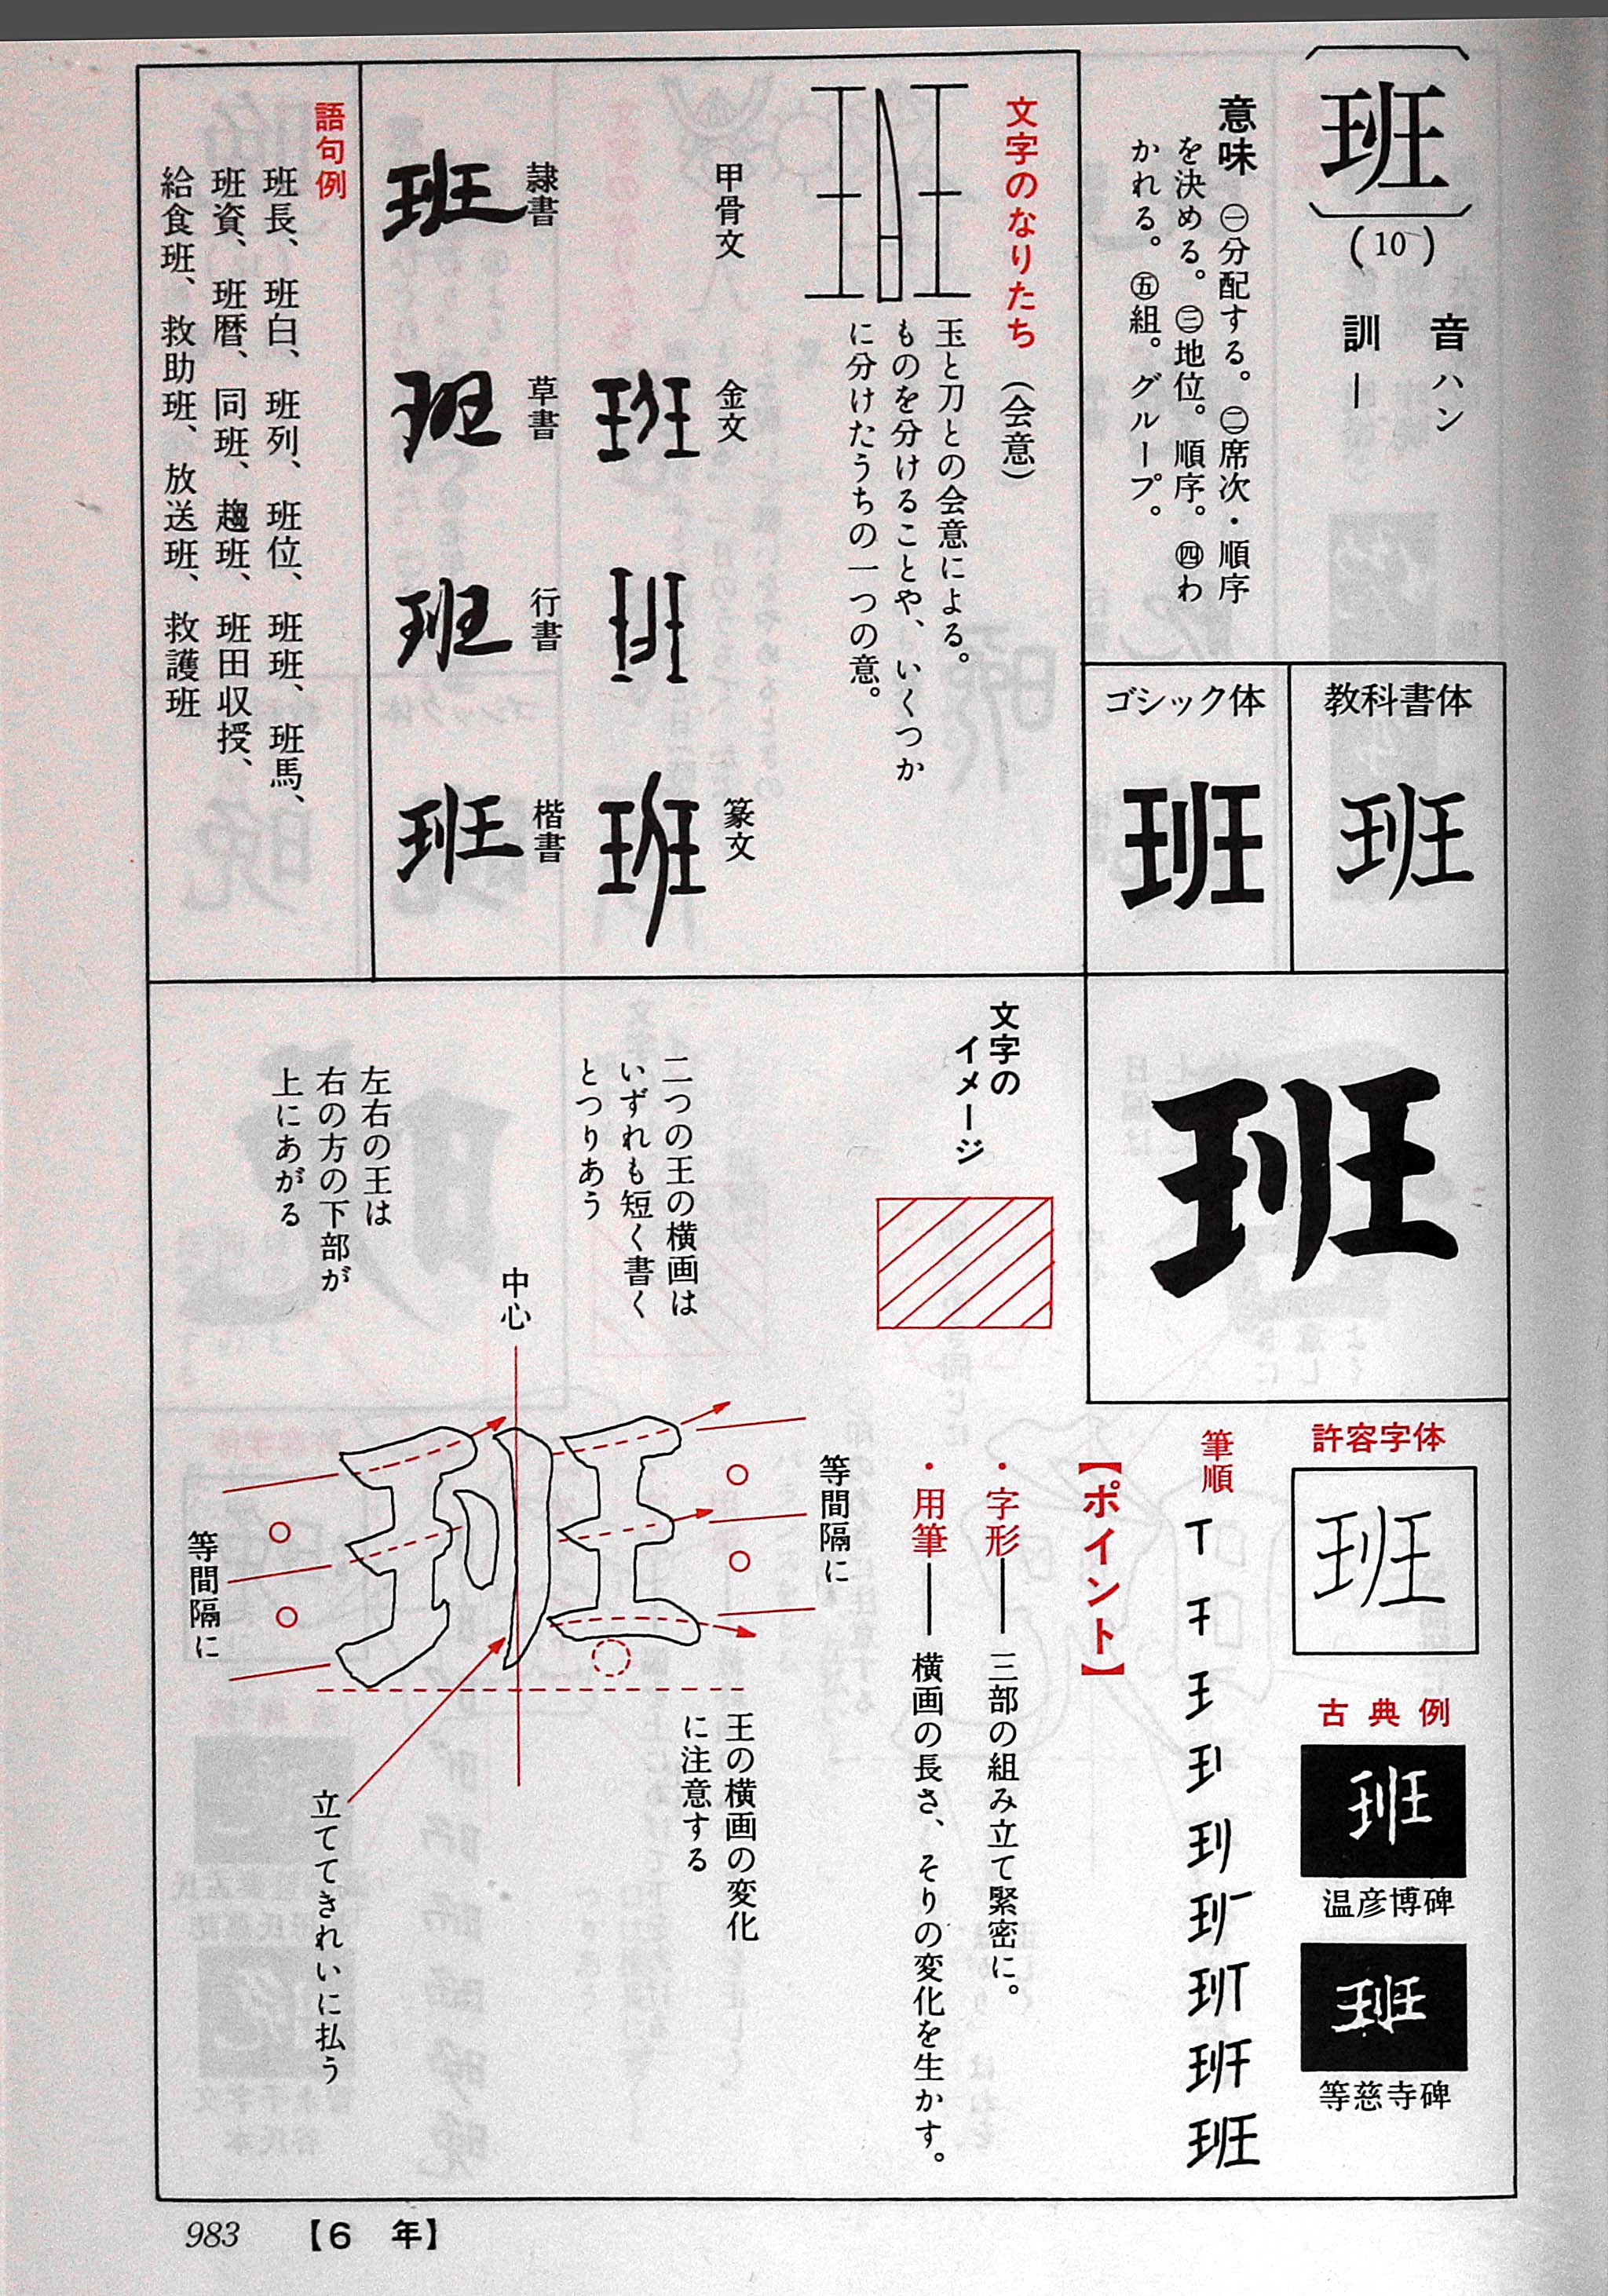 班
(10)
音 ハン
訓 ー
意味 ㊀分配する。㊁席次・順序
を決める。㊂地位。順序。㊃わ
かれる。㊄組。グループ。
教科書体
班
ゴシック体
班
班
許容字体
班
古典例
班
温彦博碑
班
等慈寺碑
筆順
班
文字のなりたち (会意)
玉と刀との会意による。
ものを分けることや、いくつか
に分けたうちの一つの意。
甲骨文
金文
班
篆文
班
隷書
班
草書
班
行書
班
楷書
班
語句例
班長、班白、班列、班位、班班、班馬、
班資、班暦、同班、趨班、班田収授、
給食班、救助班、放送班、救護班
【ポイント】
・字形―三部の組み立て緊密に。
・用筆―横画の長さ、そりの変化を生かす。
文字の
イメージ
二つの王の横画は
いずれも短く書く
とつりあう
左右の王は
右の方の下部が
上にあがる
中心
等間隔に
班
等間隔に
王の横画の変化
に注意する
立ててきれいに払う
983 【6 年】